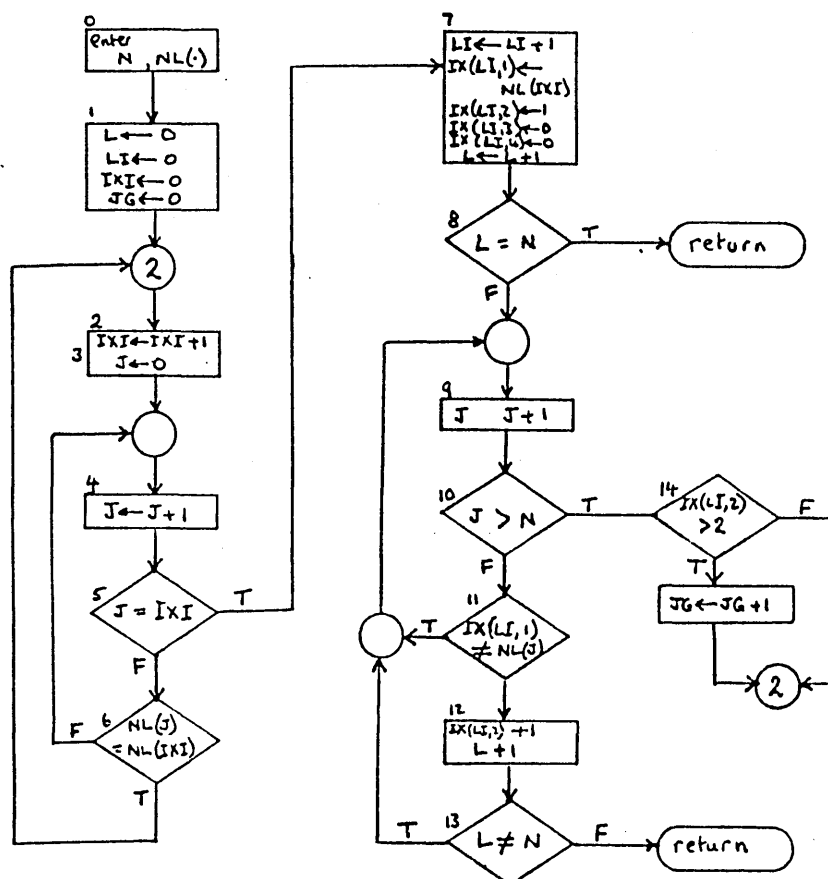 0
enter
N , NL(·)
1
L ← 0
LI ← 0
IXI ← 0
JG ← 0
2
2
3
IXI ← IXI+1
J ← 0
4
J ← J+1
5
J = IXI
T
F
6
NL(J)
= NL(IXI)
F
T
7
LI ← LI + 1
IX(LI,1) ←
NL(IXI)
IX(LI,2) ← 1
IX(LI,3) ← 0
IX(LI,4) ← 0
L ← L+1
8
L = N
T
return
F
9
J J+1
10
J > N
T
F
14
IX(LI,2)
>2
F
T
JG ← JG+1
2
11
IX(LI,1)
≠ NL(J)
T
12
IX(LI,2) +1
L+1
13
L ≠ N
T
F
return